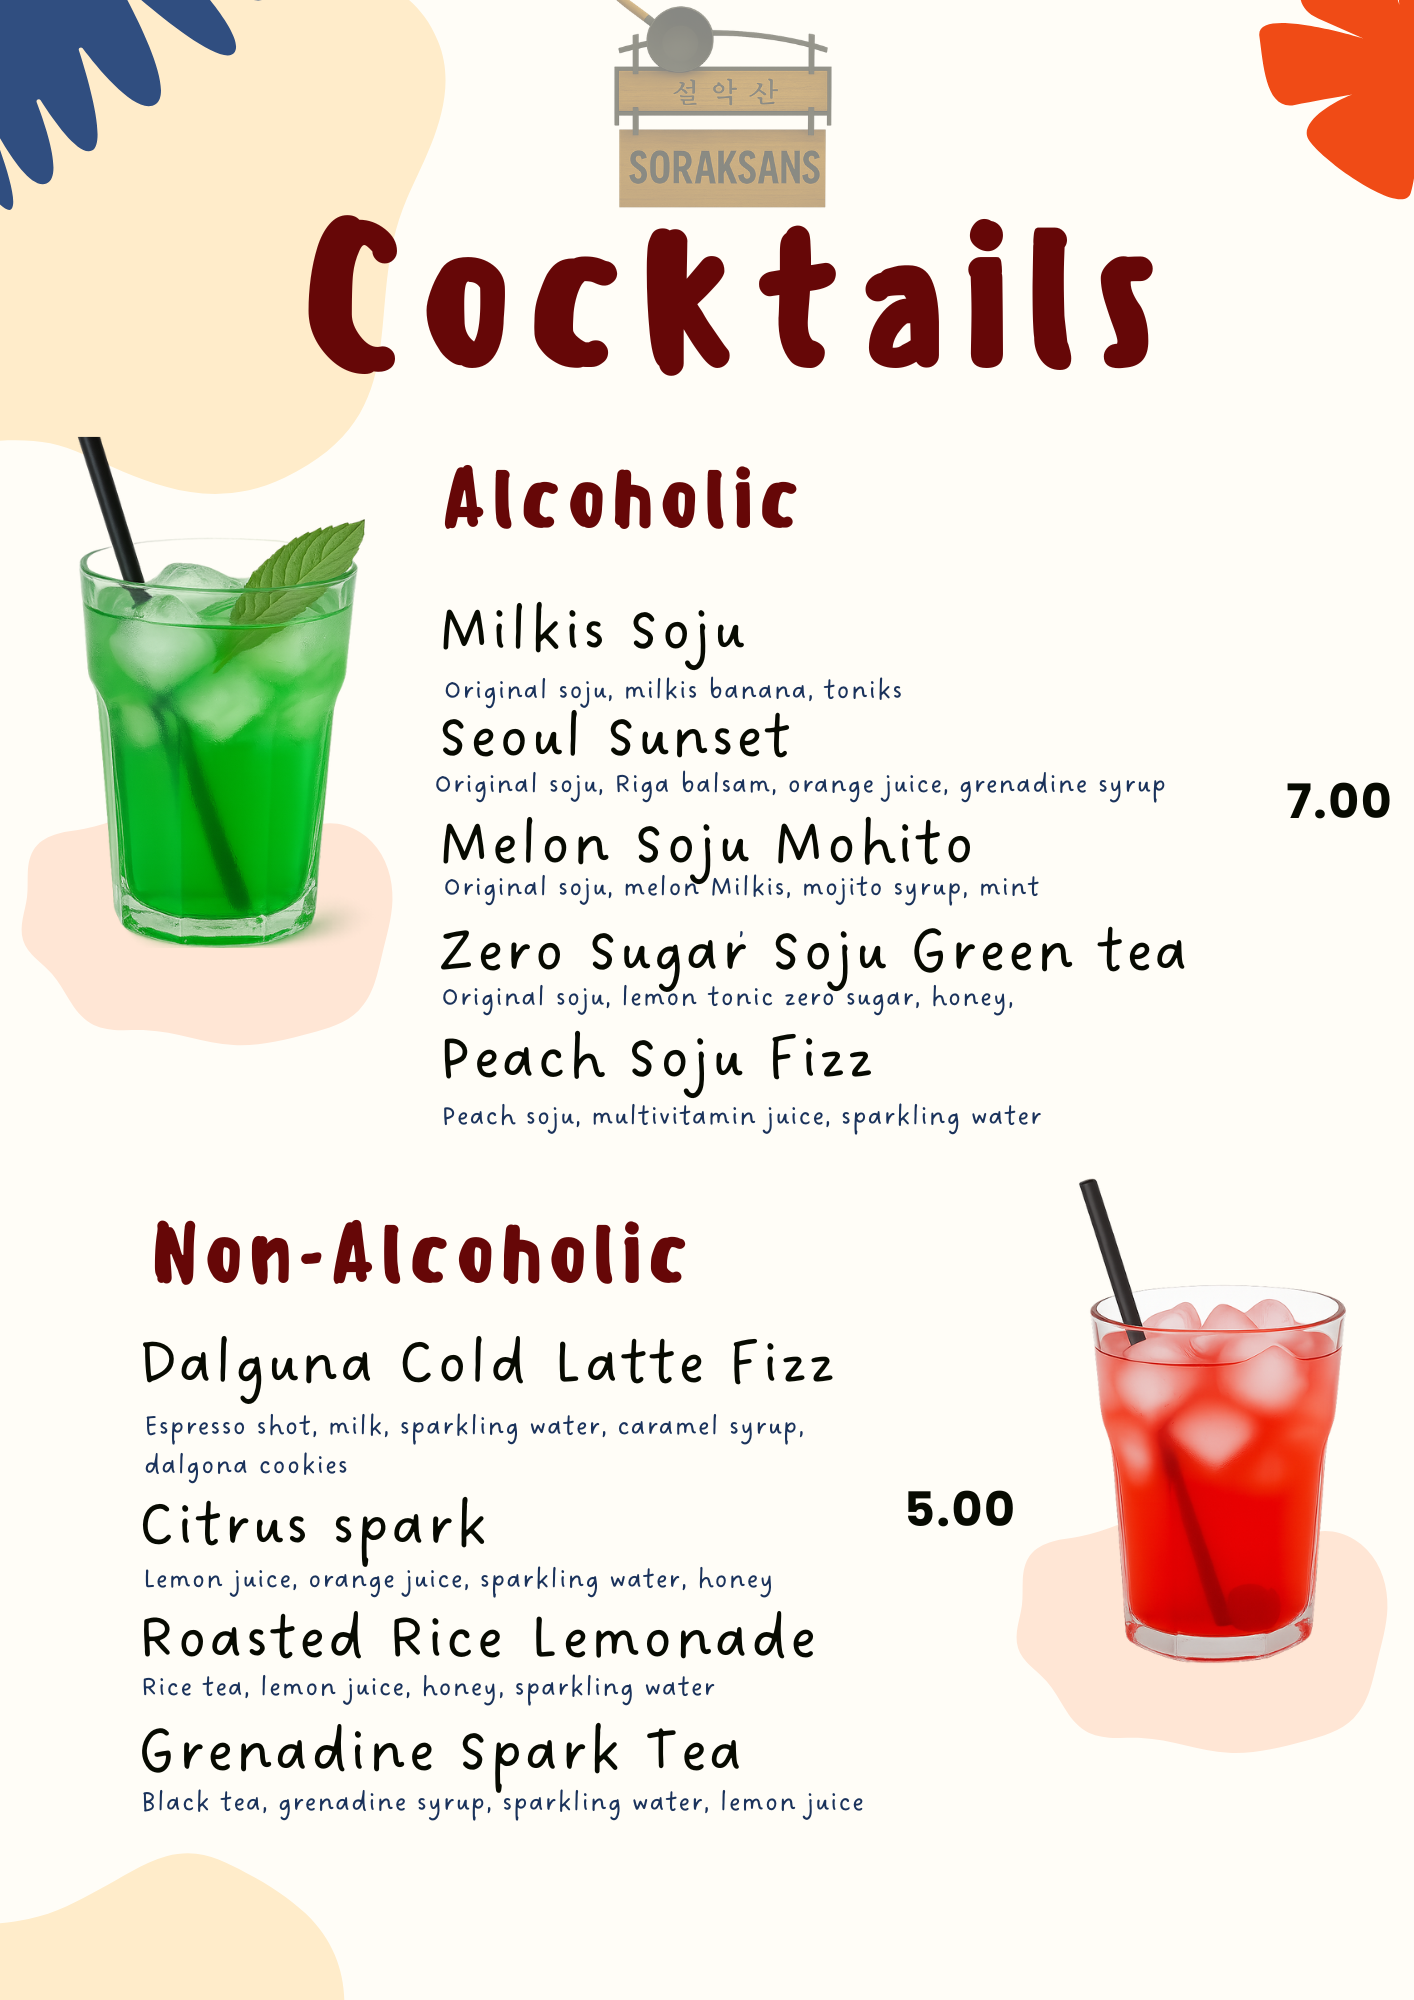 설악산
SORAKSANS
Cocktails
Alcoholic
Milkis Soju
Original soju, milkis banana, toniks
Seoul Sunset
Original soju, Riga balsam, orange juice, grenadine syrup
7.00
Melon Soju Mohito
Original soju, melon Milkis, mojito syrup, mint
Zero Sugar Soju Green tea
Original soju, lemon tonic zero sugar, honey,
Peach Soju Fizz
Peach soju, multivitamin juice, sparkling water
Non-Alcoholic
Dalguna Cold Latte Fizz
Espresso shot, milk, sparkling water, caramel syrup,
dalgona cookies
Citrus spark
5.00
Lemon juice, orange juice, sparkling water, honey
Roasted Rice Lemonade
Rice tea, lemon juice, honey, sparkling water
Grenadine Spark Tea
Black tea, grenadine syrup, sparkling water, lemon juice